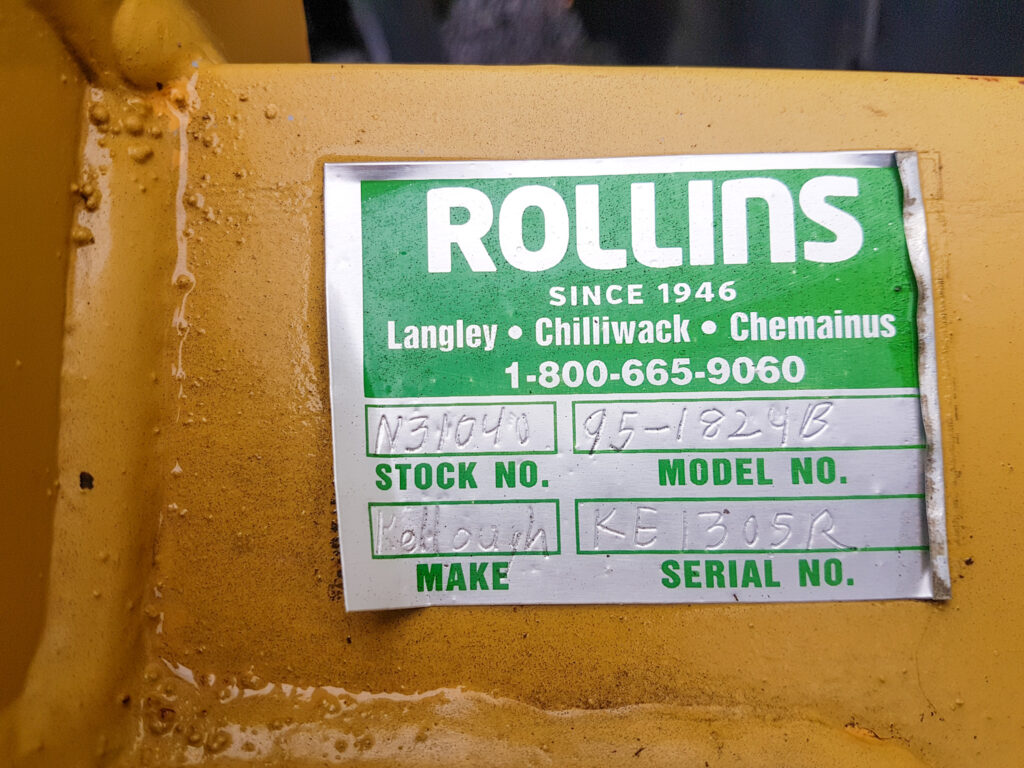 ROLLINS
SINCE 1946
Langley • Chilliwack • Chemainus
1-800-665-9060
N31040 95-1824B
STOCK NO. MODEL NO.
Kellough KE1305R
MAKE SERIAL NO.